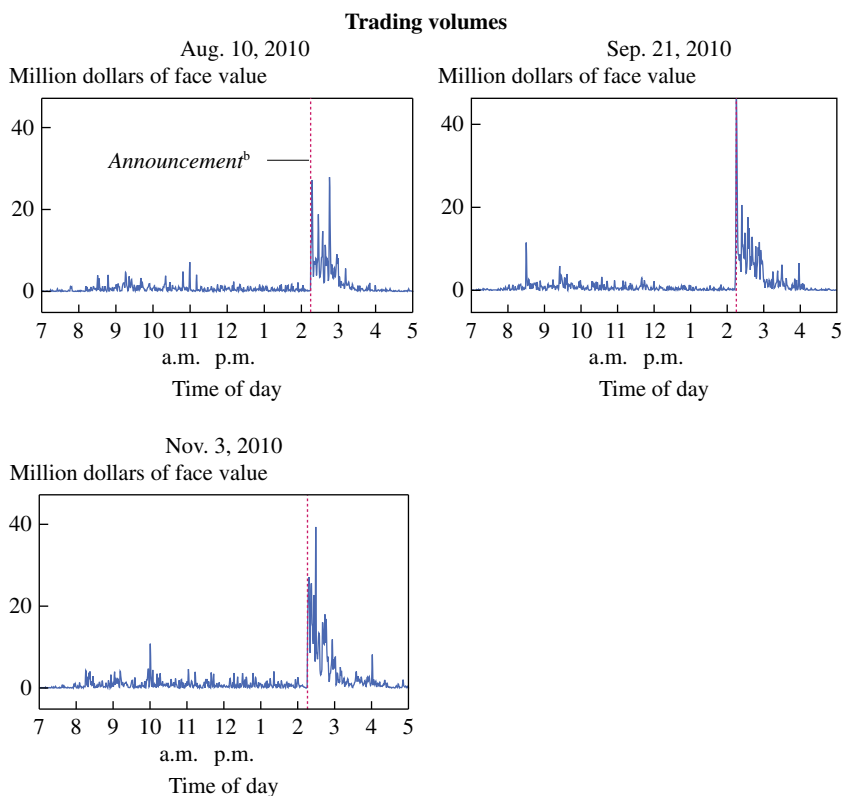 Trading volumes
Aug. 10, 2010
Million dollars of face value
40
20
0
Announcementᵇ
7 8 9 10 11 12 1 2 3 4 5
a.m. p.m.
Time of day
Sep. 21, 2010
Million dollars of face value
40
20
0
7 8 9 10 11 12 1 2 3 4 5
a.m. p.m.
Time of day
Nov. 3, 2010
Million dollars of face value
40
20
0
7 8 9 10 11 12 1 2 3 4 5
a.m. p.m.
Time of day